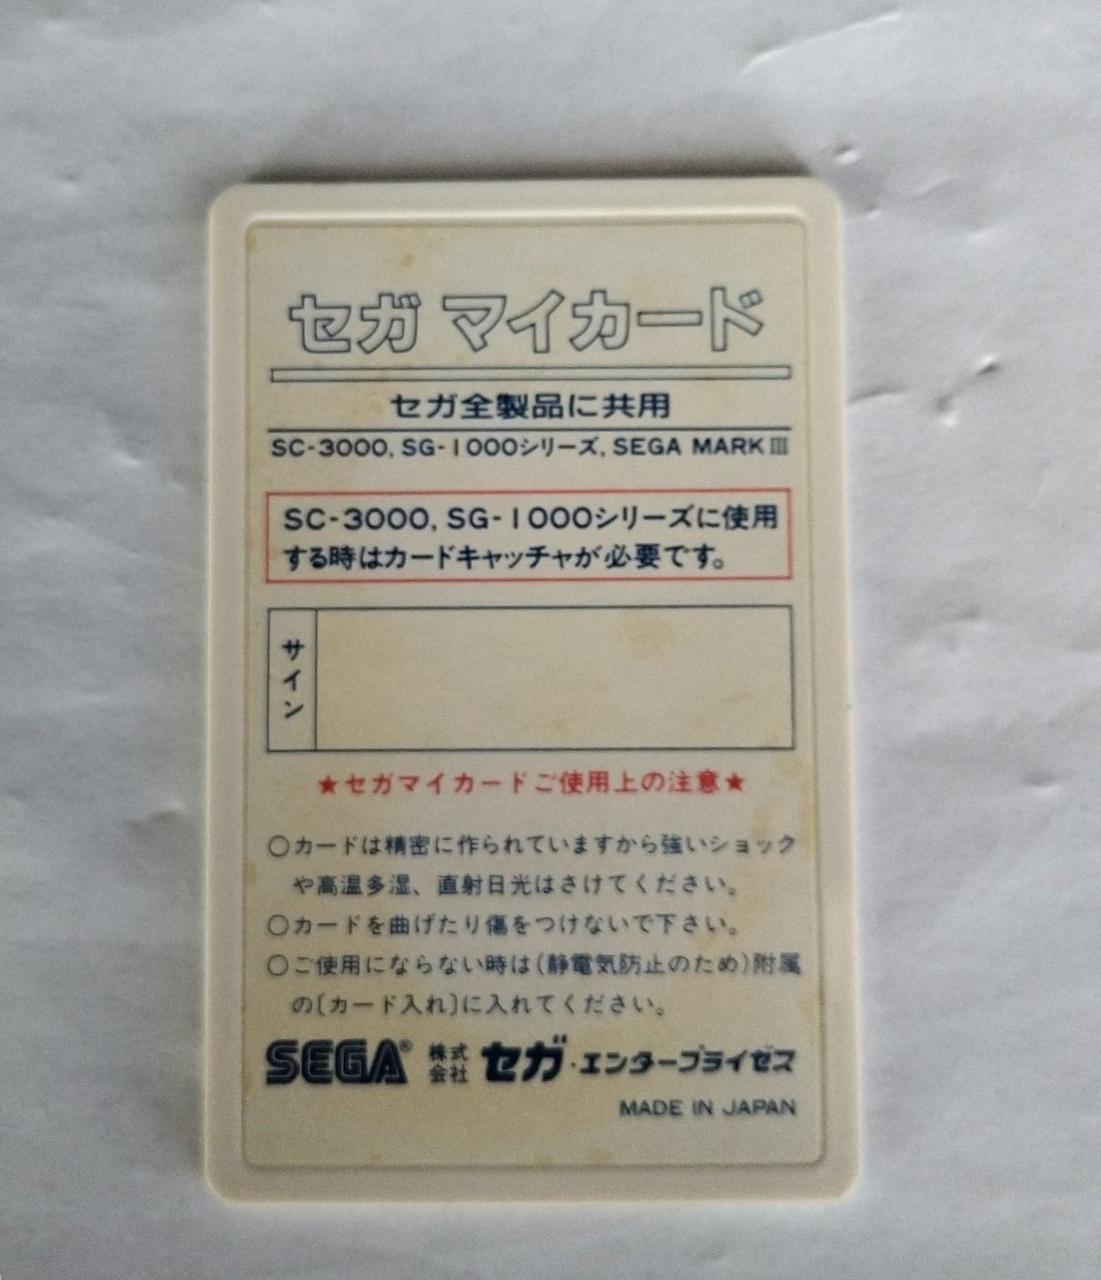 セガ マイカード
セガ全製品に共用
SC-3000, SG-1000シリーズ, SEGA MARKⅢ
SC-3000, SG-1000シリーズに使用
する時はカードキャッチャが必要です。
サイン
★セガマイカードご使用上の注意★
○カードは精密に作られていますから強いショック
や高温多湿、直射日光はさけてください。
○カードを曲げたり傷をつけないで下さい。
○ご使用にならない時は(静電気防止のため)附属
の〔カード入れ〕に入れてください。
SEGA® 株式会社 セガ・エンタープライゼス
MADE IN JAPAN